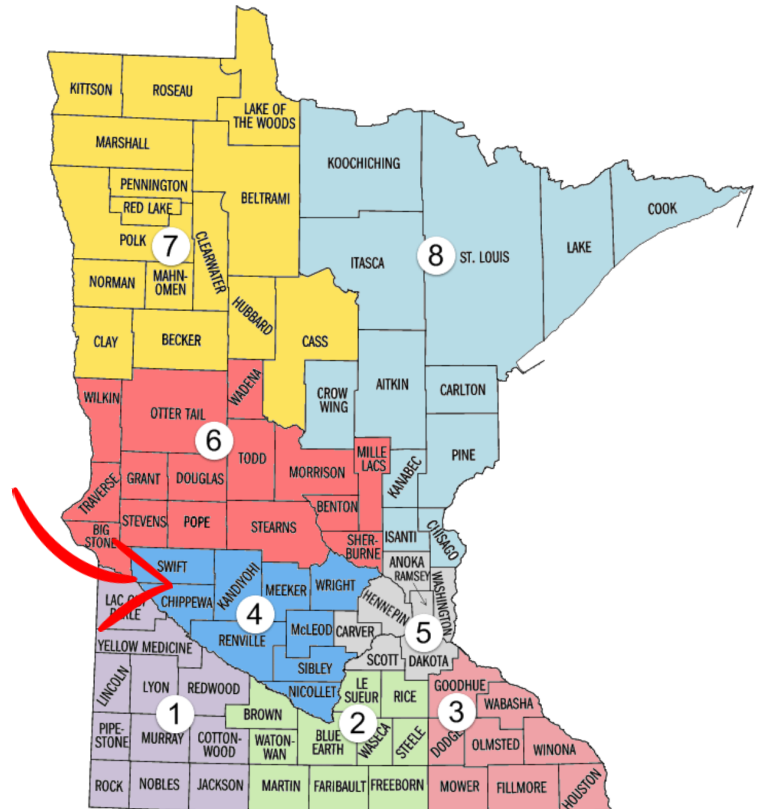 KITTSON
ROSEAU
LAKE OF
THE WOODS
MARSHALL
KOOCHICHING
PENNINGTON
BELTRAMI
RED LAKE
COOK
POLK
7
CLEARWATER
8
ST. LOUIS
LAKE
ITASCA
NORMAN
MAHN-
OMEN
HUBBARD
CLAY
BECKER
CASS
WADENA
AITKIN
CARLTON
WILKIN
CROW
WING
OTTER TAIL
6
MILLE
LACS
PINE
TODD
KANABEC
TRAVERSE
GRANT
DOUGLAS
MORRISON
BENTON
STEVENS
POPE
STEARNS
BIG
STONE
SHER-
BURNE
ISANTI
CHISAGO
SWIFT
KANDIYOHI
ANOKA
RAMSEY
WASHINGTON
MEEKER
WRIGHT
HENNEPIN
CHIPPEWA
4
McLEOD
CARVER
5
RENVILLE
YELLOW MEDICINE
SCOTT
DAKOTA
SIBLEY
LINCOLN
LYON
REDWOOD
NICOLLET
LE
SUEUR
RICE
GOODHUE
WABASHA
1
BROWN
2
3
PIPE-
STONE
MURRAY
COTTON-
WOOD
WATON-
WAN
BLUE
EARTH
WASECA
STEELE
DODGE
OLMSTED
WINONA
ROCK
NOBLES
JACKSON
MARTIN
FARIBAULT
FREEBORN
MOWER
FILLMORE
HOUSTON